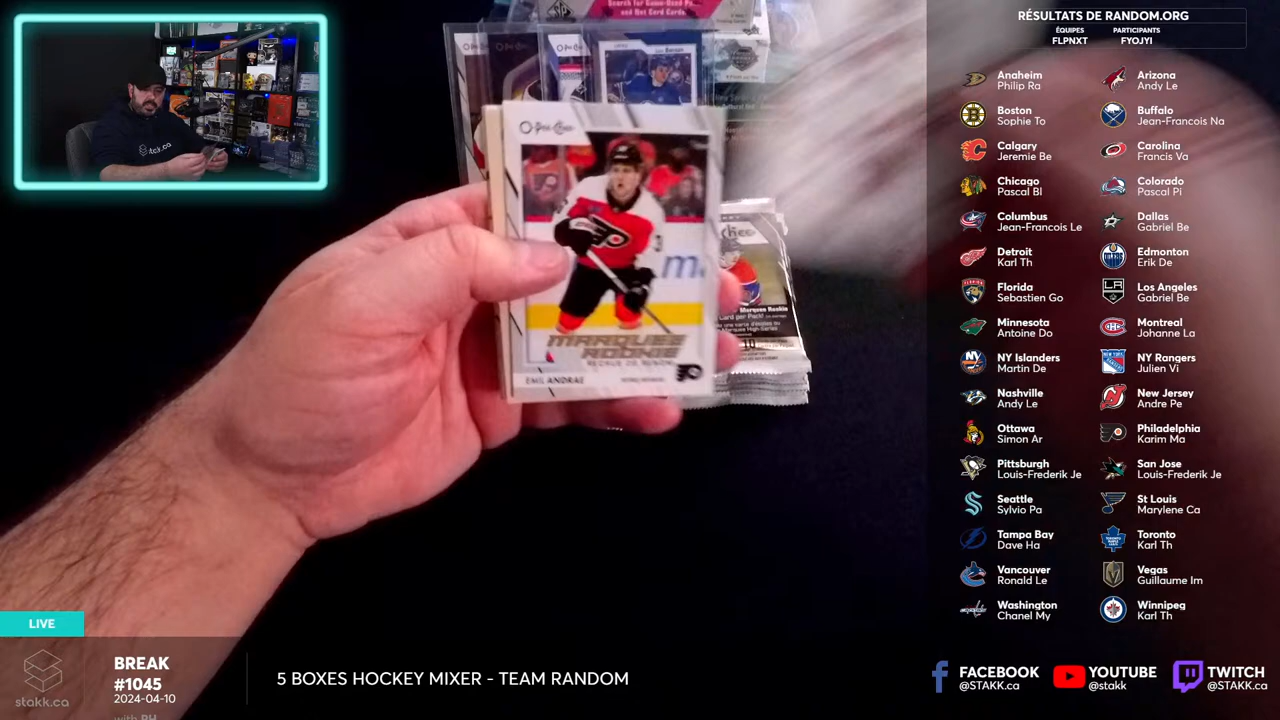 RÉSULTATS DE RANDOM.ORG
ÉQUIPES
FLPNXT
PARTICIPANTS
FYOJYI
Anaheim
Philip Ra
Arizona
Andy Le
Boston
Sophie To
Buffalo
Jean-Francois Na
Calgary
Jeremie Be
Carolina
Francis Va
Chicago
Pascal Bl
Colorado
Pascal Pi
Columbus
Jean-Francois Le
Dallas
Gabriel Be
Detroit
Karl Th
Edmonton
Erik De
Florida
Sebastien Go
Los Angeles
Gabriel Be
Minnesota
Antoine Do
Montreal
Johanne La
NY Islanders
Martin De
NY Rangers
Julien Vi
Nashville
Andy Le
New Jersey
Andre Pe
Ottawa
Simon Ar
Philadelphia
Karim Ma
Pittsburgh
Louis-Frederik Je
San Jose
Louis-Frederik Je
Seattle
Sylvio Pa
St Louis
Marylene Ca
Tampa Bay
Dave Ha
Toronto
Karl Th
Vancouver
Ronald Le
Vegas
Guillaume Im
Washington
Chanel My
Winnipeg
Karl Th
O-Pee-Chee
MARQUEE
ROOKIE
EMIL ANDRAE
stak.ca
LIVE
stakk.ca
BREAK
#1045
2024-04-10
with PH
5 BOXES HOCKEY MIXER - TEAM RANDOM
FACEBOOK
@STAKK.ca
YOUTUBE
@stakk
TWITCH
@STAKK.ca